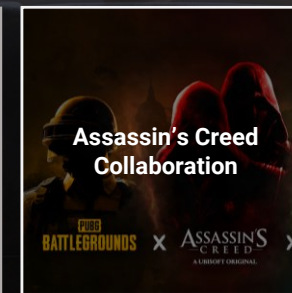 Assassin's Creed
Collaboration
PUBG
BATTLEGROUNDS X ASSASSIN'S
CREED
A UBISOFT ORIGINAL